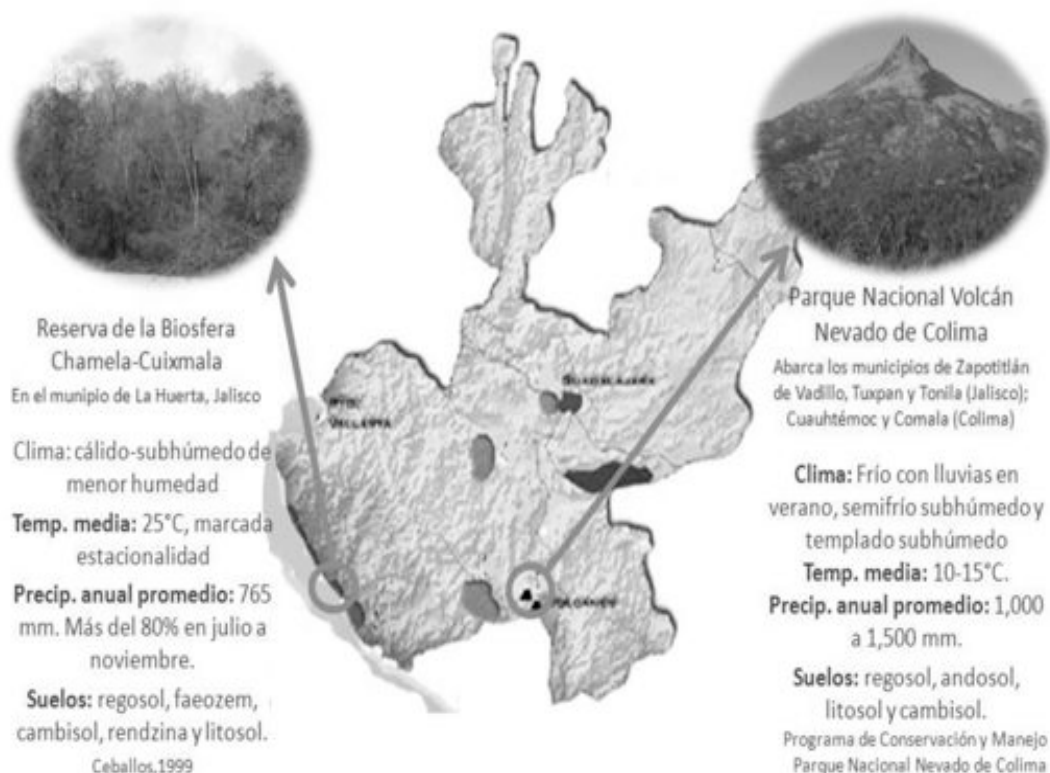 Reserva de la Biosfera
Chamela-Cuixmala
En el munipio de La Huerta, Jalisco
Clima: cálido-subhúmedo de
menor humedad
Temp. media: 25°C, marcada
estacionalidad
Precip. anual promedio: 765
mm. Más del 80% en julio a
noviembre.
Suelos: regosol, faeozem,
cambisol, rendzina y litosol.
Ceballos,1999
PTO.
VALLARTA
GUADALAJARA
Parque Nacional Volcán
Nevado de Colima
Abarca los municipios de Zapotitlán
de Vadillo, Tuxpan y Tonila (Jalisco);
Cuauhtémoc y Comala (Colima)
Clima: Frío con lluvias en
verano, semifrío subhúmedo y
templado subhúmedo
Temp. media: 10-15°C.
Precip. anual promedio: 1,000
a 1,500 mm.
Suelos: regosol, andosol,
litosol y cambisol.
Programa de Conservación y Manejo
Parque Nacional Nevado de Colima